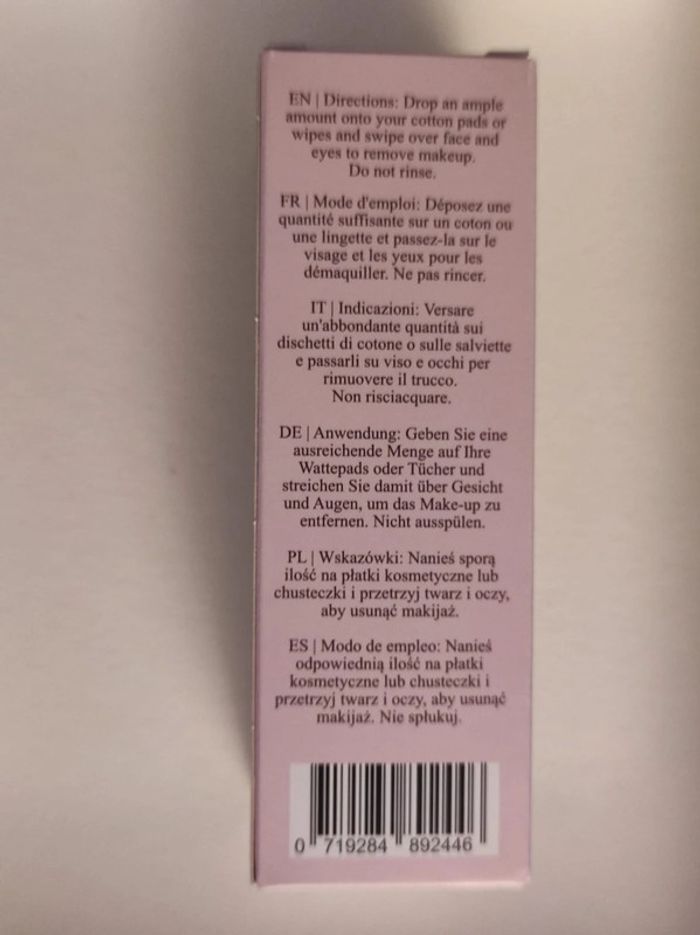 EN | Directions: Drop an ample
amount onto your cotton pads or
wipes and swipe over face and
eyes to remove makeup.
Do not rinse.
FR | Mode d'emploi: Déposez une
quantité suffisante sur un coton ou
une lingette et passez-la sur le
visage et les yeux pour les
démaquiller. Ne pas rincer.
IT | Indicazioni: Versare
un'abbondante quantità sui
dischetti di cotone o sulle salviette
e passarli su viso e occhi per
rimuovere il trucco.
Non risciacquare.
DE | Anwendung: Geben Sie eine
ausreichende Menge auf Ihre
Wattepads oder Tücher und
streichen Sie damit über Gesicht
und Augen, um das Make-up zu
entfernen. Nicht ausspülen.
PL | Wskazówki: Nanieś sporą
ilość na płatki kosmetyczne lub
chusteczki i przetrzyj twarz i oczy,
aby usunąć makijaż.
ES | Modo de empleo: Nanieś
odpowiednią ilość na płatki
kosmetyczne lub chusteczki i
przetrzyj twarz i oczy, aby usunąć
makijaż. Nie spłukuj.
0 719284 892446